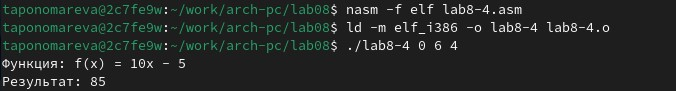 taponomareva@2c7fe9w:~/work/arch-pc/lab08$ nasm -f elf lab8-4.asm
taponomareva@2c7fe9w:~/work/arch-pc/lab08$ ld -m elf_i386 -o lab8-4 lab8-4.o
taponomareva@2c7fe9w:~/work/arch-pc/lab08$ ./lab8-4 0 6 4
Функция: f(x) = 10x - 5
Результат: 85